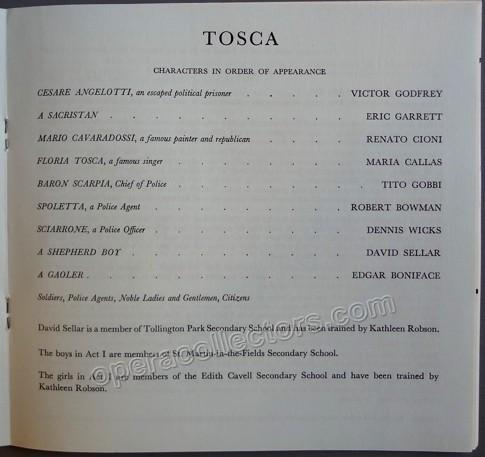 TOSCA
CHARACTERS IN ORDER OF APPEARANCE
CESARE ANGELOTTI, an escaped political prisoner . . . VICTOR GODFREY
A SACRISTAN . . . . . . . . . ERIC GARRETT
MARIO CAVARADOSSI, a famous painter and republican . . . RENATO CIONI
FLORIA TOSCA, a famous singer . . . . . . MARIA CALLAS
BARON SCARPIA, Chief of Police . . . . . . TITO GOBBI
SPOLETTA, a Police Agent . . . . . . . ROBERT BOWMAN
SCIARRONE, a Police Officer . . . . . . DENNIS WICKS
A SHEPHERD BOY . . . . . . . . DAVID SELLAR
A GAOLER . . . . . . . . . EDGAR BONIFACE
Soldiers, Police Agents, Noble Ladies and Gentlemen, Citizens
David Sellar is a member of Tollington Park Secondary School and has been trained by Kathleen Robson.
The boys in Act I are members of St. Martin-in-the-Fields Secondary School.
The girls in Act I are members of the Edith Cavell Secondary School and have been trained by
Kathleen Robson.
operacollectors.com